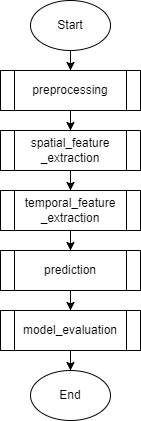 Start
preprocessing
spatial_feature
_extraction
temporal_feature
_extraction
prediction
model_evaluation
End